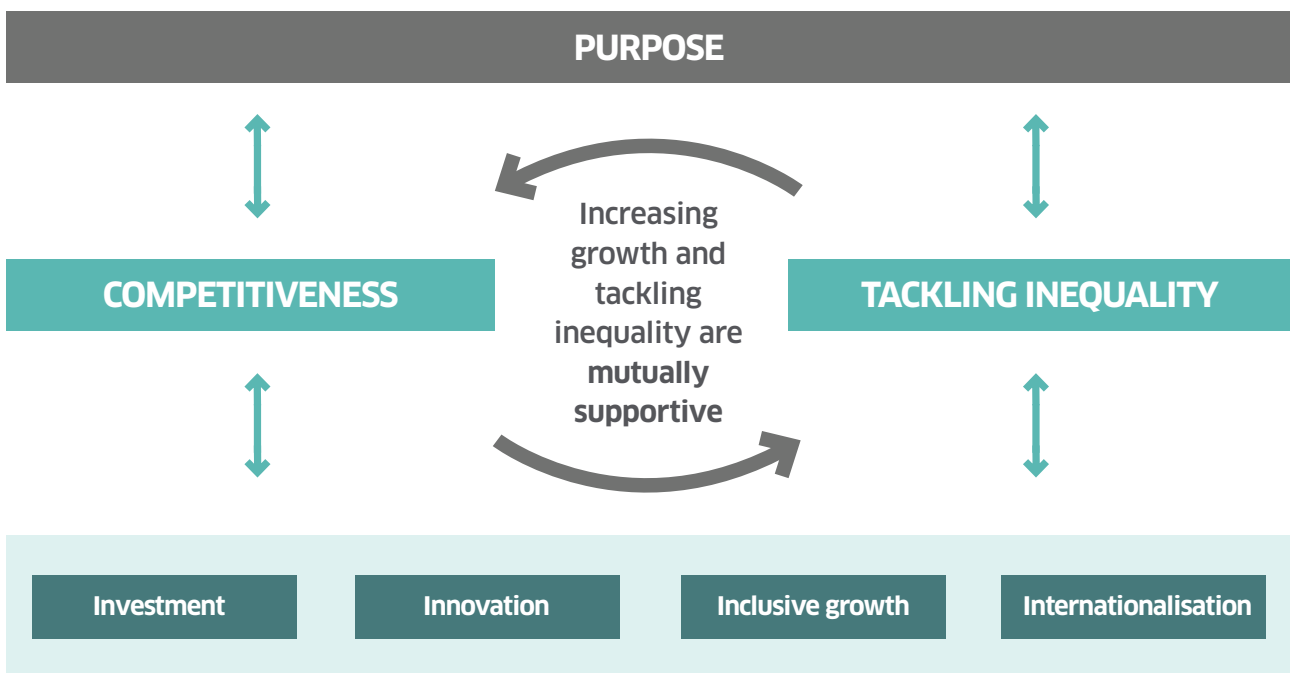 PURPOSE
COMPETITIVENESS
Increasing
growth and
tackling
inequality are
mutually
supportive
TACKLING INEQUALITY
Investment
Innovation
Inclusive growth
Internationalisation